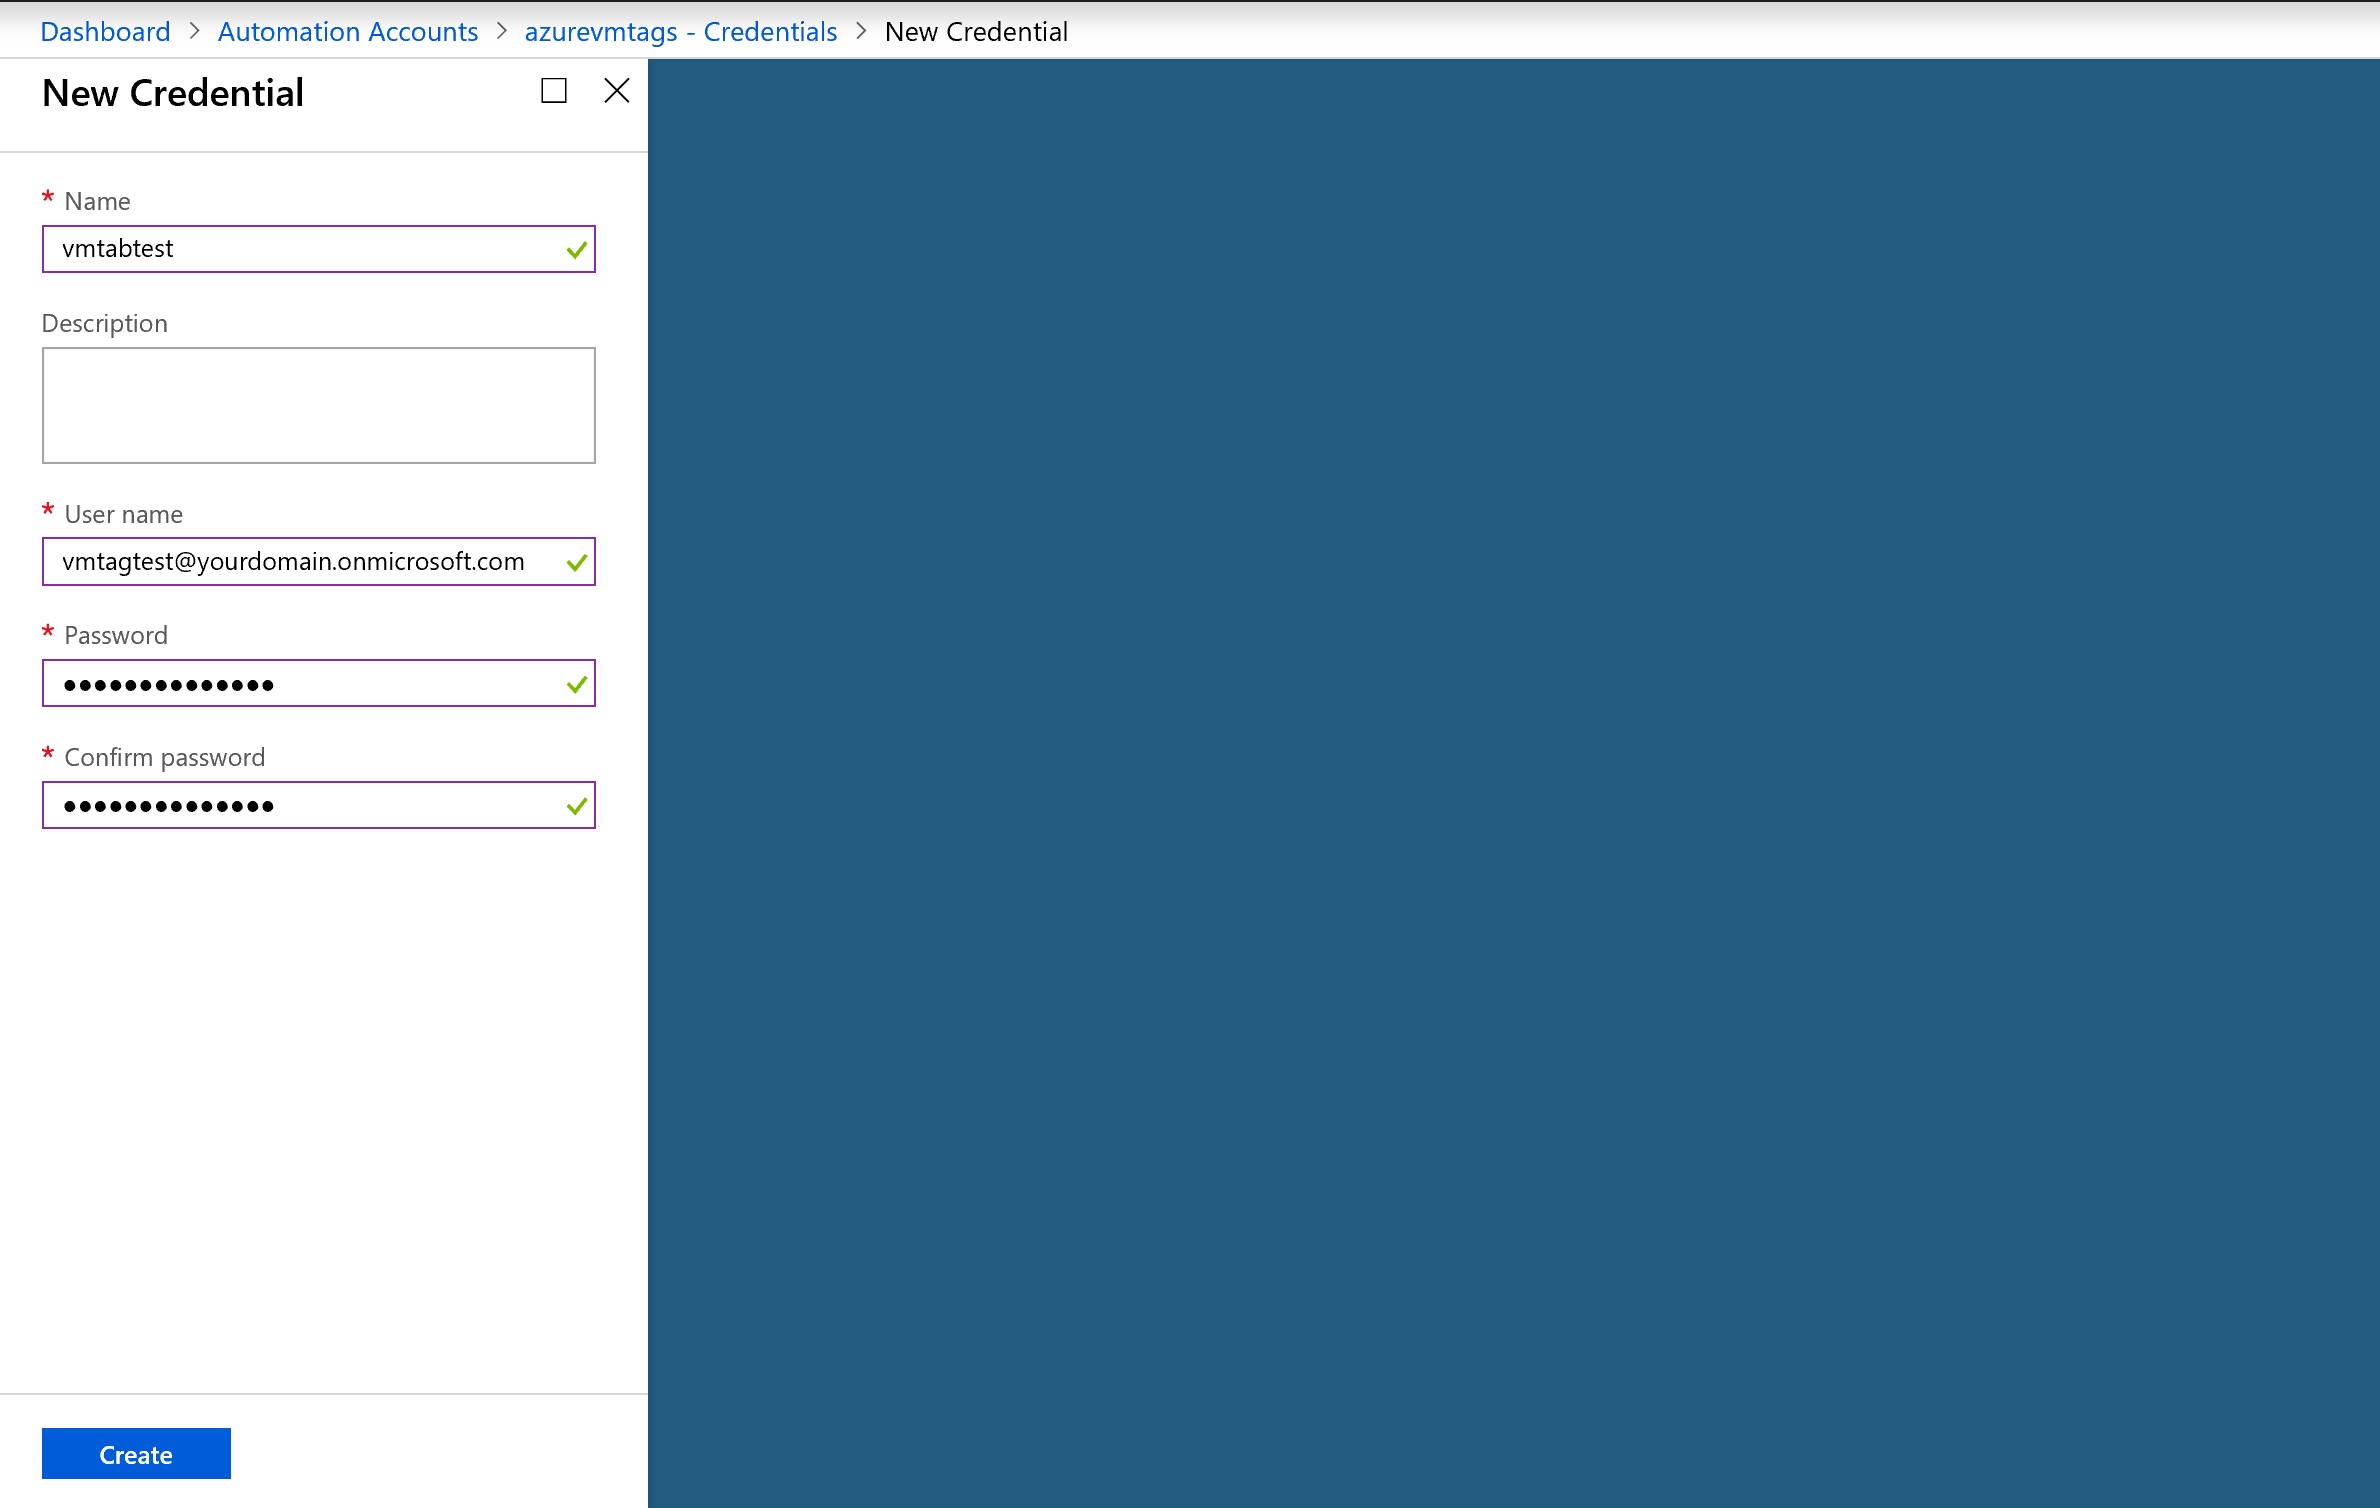 Dashboard > Automation Accounts > azurevmtags - Credentials > New Credential
New Credential
* Name
vmtabtest
Description
* User name
vmtagtest@yourdomain.onmicrosoft.com
* Password
••••••••••••••
* Confirm password
••••••••••••••
Create